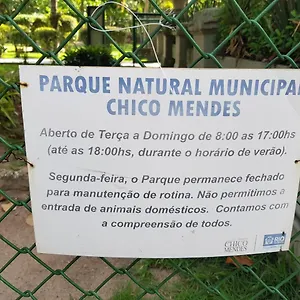 PARQUE NATURAL MUNICIPAL
CHICO MENDES
Aberto de Terça a Domingo de 8:00 as 17:00hs
(até as 18:00hs, durante o horário de verão).
Segunda-feira, o Parque permanece fechado
para manutenção de rotina. Não permitimos a
entrada de animais domésticos. Contamos com
a compreensão de todos.
CHICO
MENDES
RIO